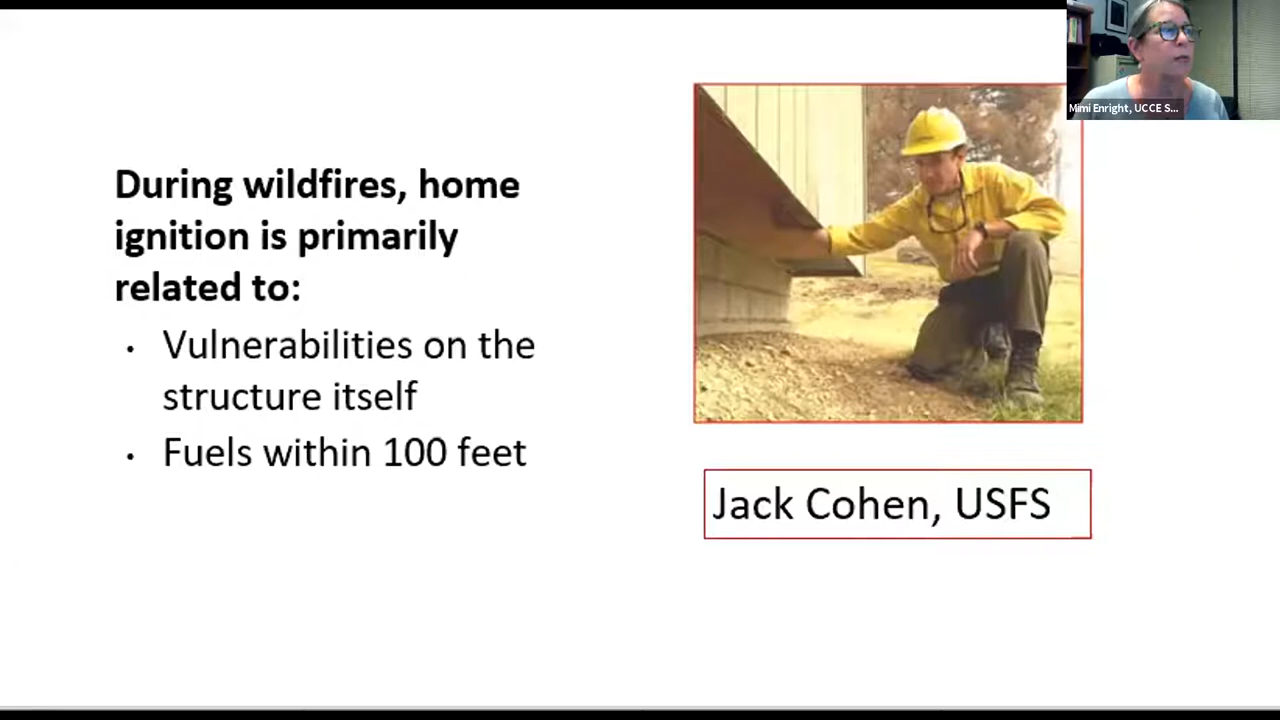 Mimi Enright, UCCE S...
During wildfires, home
ignition is primarily
related to:
· Vulnerabilities on the
structure itself
· Fuels within 100 feet
Jack Cohen, USFS